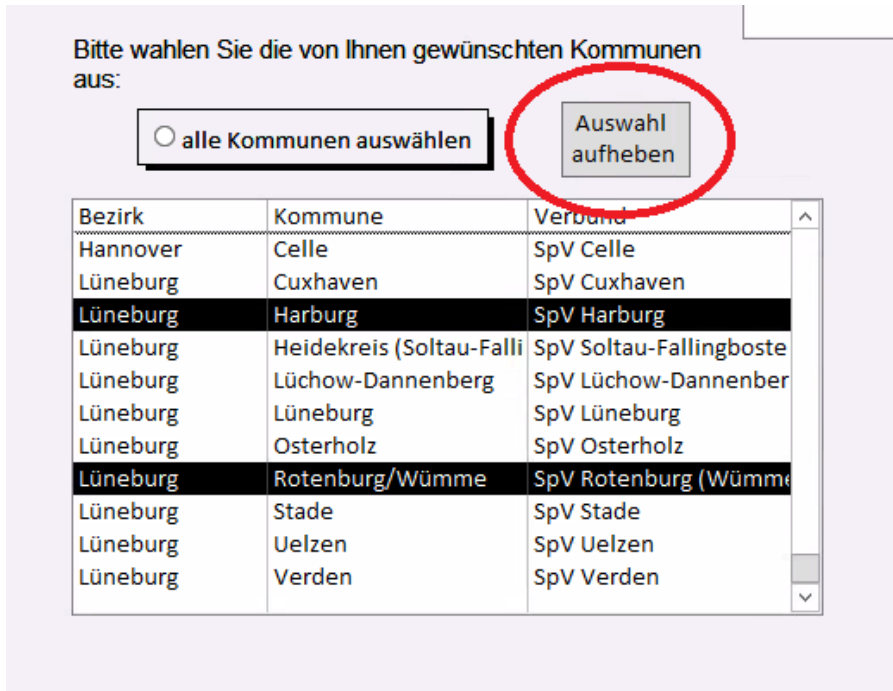 Bitte wahlen Sie die von Ihnen gewünschten Kommunen
aus:
alle Kommunen auswählen
Auswahl
aufheben
Bezirk Kommune Verbund
Hannover Celle SpV Celle
Lüneburg Cuxhaven SpV Cuxhaven
Lüneburg Harburg SpV Harburg
Lüneburg Heidekreis (Soltau-Falli SpV Soltau-Fallingboste
Lüneburg Lüchow-Dannenberg SpV Lüchow-Dannenber
Lüneburg Lüneburg SpV Lüneburg
Lüneburg Osterholz SpV Osterholz
Lüneburg Rotenburg/Wümme SpV Rotenburg (Wümme
Lüneburg Stade SpV Stade
Lüneburg Uelzen SpV Uelzen
Lüneburg Verden SpV Verden